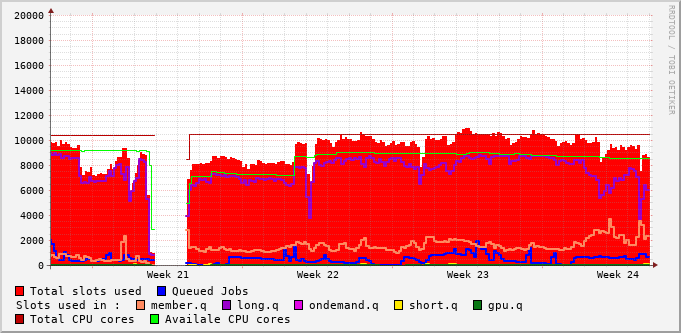 RRDTOOL / TOBI OETIKER
20000
18000
16000
14000
12000
10000
8000
6000
4000
2000
0
Week 21 Week 22 Week 23 Week 24
Total slots used Queued Jobs
Slots used in : member.q long.q ondemand.q short.q gpu.q
Total CPU cores Availale CPU cores